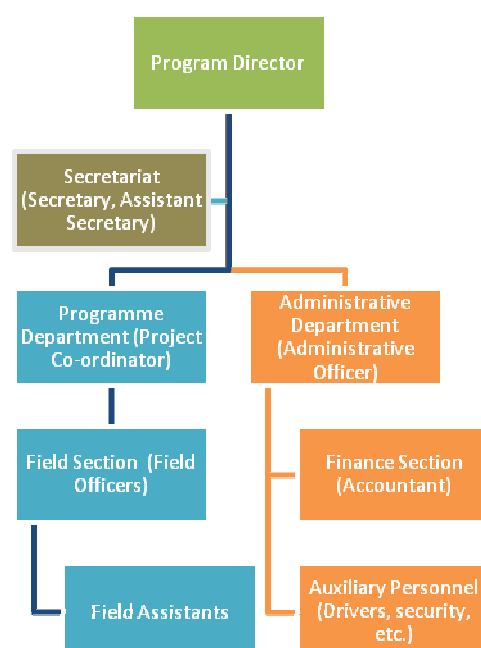 Program Director
Secretariat
(Secretary, Assistant
Secretary)
Programme
Department (Project
Co-ordinator)
Administrative
Department
(Administrative
Officer)
Field Section  (Field
Officers)
Finance Section
(Accountant)
Field Assistants
Auxiliary Personnel
(Drivers, security,
etc.)